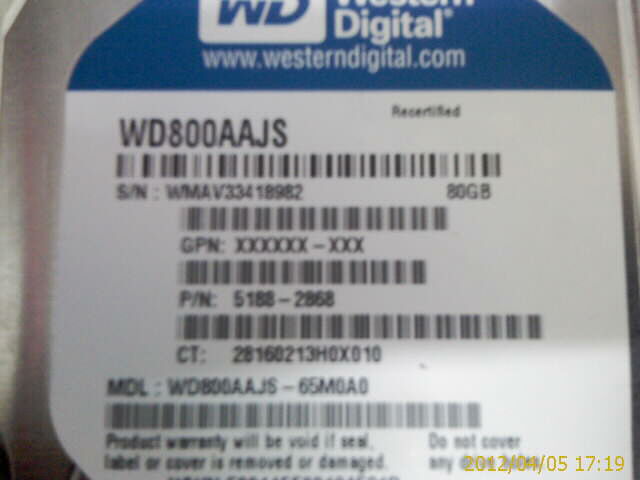 WD Western
Digital
www.westerndigital.com
Recertified
WD800AAJS
S/N : WMAV33418982 80GB
GPN: XXXXXX-XXX
P/N: 5188-2868
CT: 28160213H0X010
MDL : WD800AAJS-65M0A0
Product warranty will be void if seal, Do not cover
label or cover is removed or damaged. any
2012/04/05 17:19